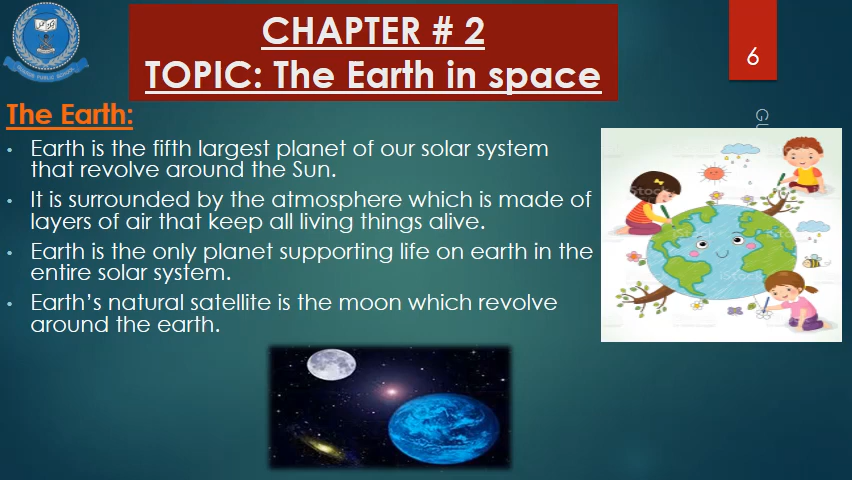 CHAPTER # 2
TOPIC: The Earth in space
6
The Earth:
• Earth is the fifth largest planet of our solar system
that revolve around the Sun.
• It is surrounded by the atmosphere which is made of
layers of air that keep all living things alive.
• Earth is the only planet supporting life on earth in the
entire solar system.
• Earth's natural satellite is the moon which revolve
around the earth.
GU
iStock
iStock